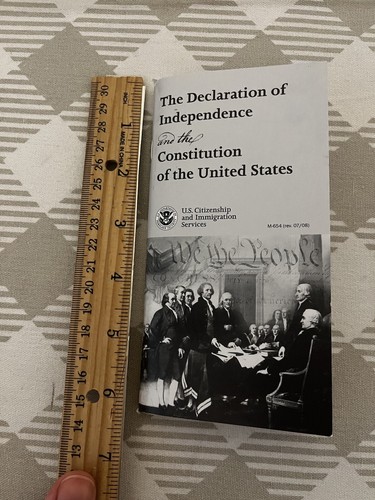 The Declaration of
Independence
and the
Constitution
of the United States
U.S. Citizenship
and Immigration
Services
M-654 (rev. 07/08)
We the People
INCH
MADE IN CHINA
1
2
3
4
5
6
7
30
29
28
27
26
25
24
23
22
21
20
19
18
17
16
15
14
13